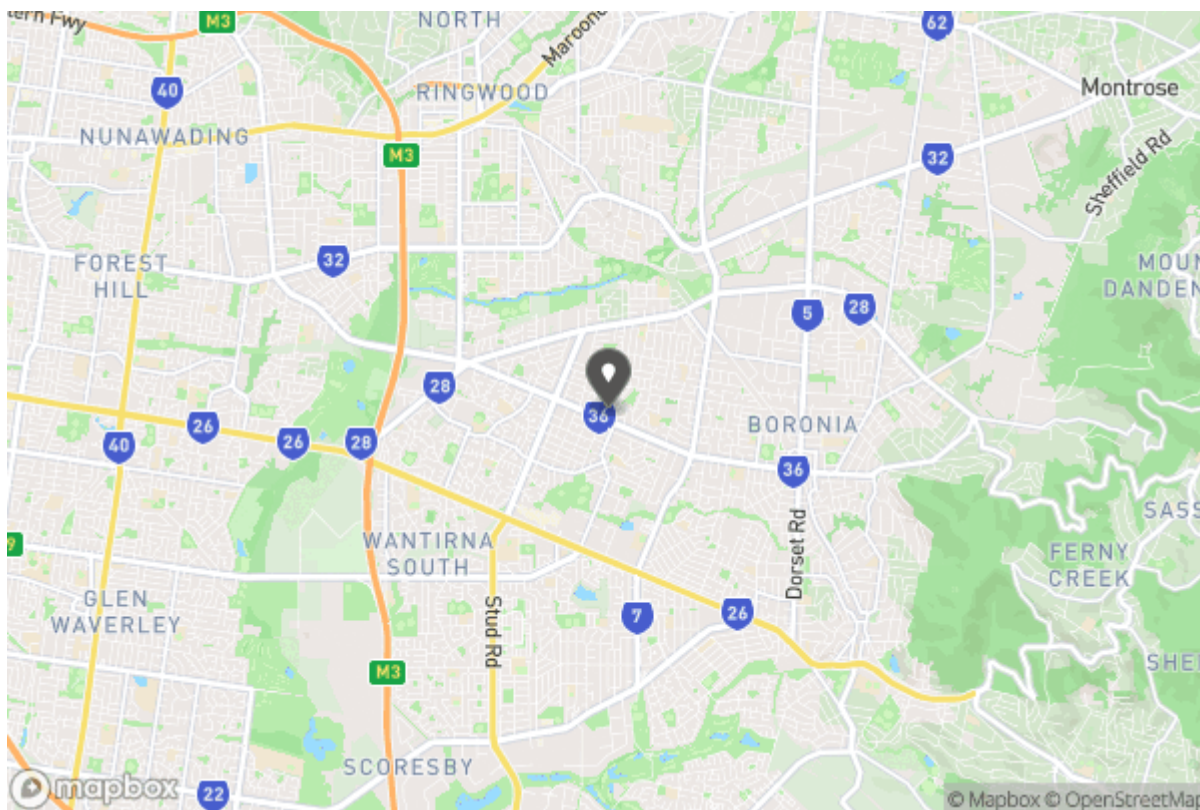 tern Fwy
M3
NORTH
Maroond
62
40
RINGWOOD
Montrose
NUNAWADING
M3
32
Sheffield Rd
FOREST
HILL
32
MOUN
DANDEN
5
28
28
36
BORONIA
40
26
26
28
36
SASS
9
WANTIRNA
SOUTH
Dorset Rd
FERNY
CREEK
GLEN
WAVERLEY
Stud Rd
7
26
SHE
M3
SCORESBY
mapbox
22
© Mapbox © OpenStreetMa